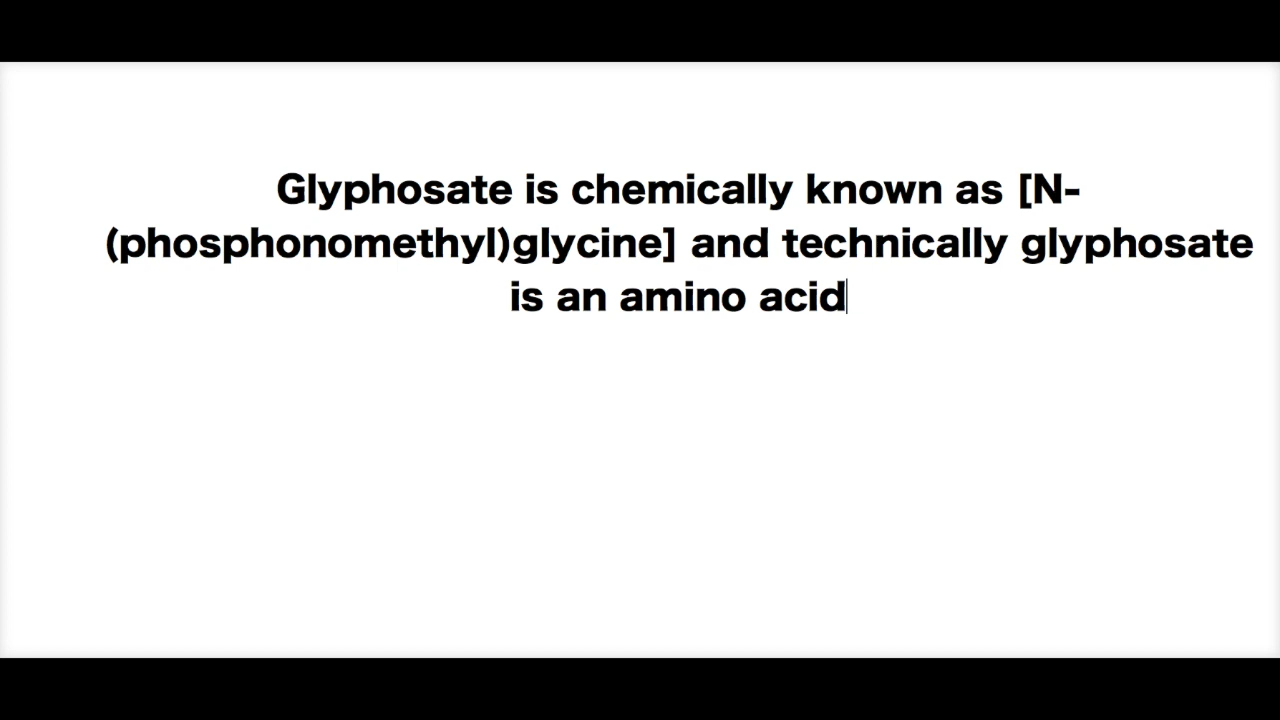 Glyphosate is chemically known as [N-
(phosphonomethyl)glycine] and technically glyphosate
is an amino acid